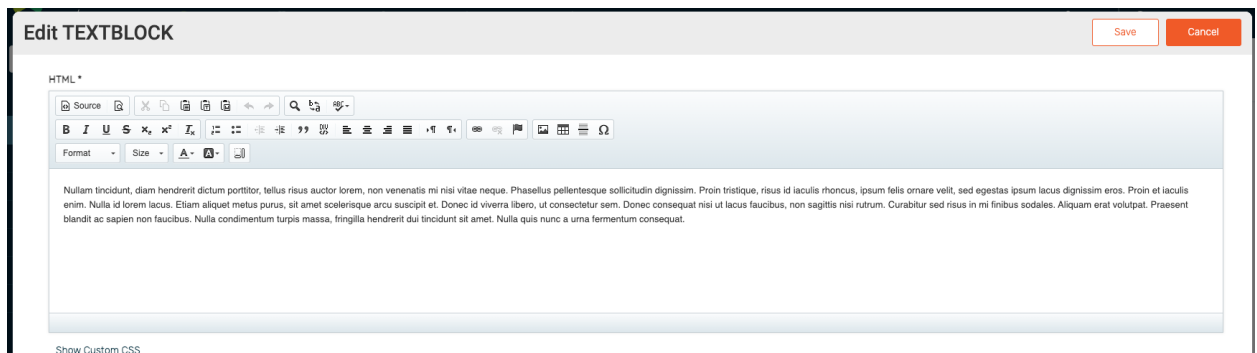 Edit TEXTBLOCK
Save
Cancel
HTML *
Source
B I U S x₂ x² Iₓ
Format Size A A
Nullam tincidunt, diam hendrerit dictum porttitor, tellus risus auctor lorem, non venenatis mi nisi vitae neque. Phasellus pellentesque sollicitudin dignissim. Proin tristique, risus id iaculis rhoncus, ipsum felis ornare velit, sed egestas ipsum lacus dignissim eros. Proin et iaculis
enim. Nulla id lorem lacus. Etiam aliquet metus purus, sit amet scelerisque arcu suscipit et. Donec id viverra libero, ut consectetur sem. Donec consequat nisi ut lacus faucibus, non sagittis nisi rutrum. Curabitur sed risus in mi finibus sodales. Aliquam erat volutpat. Praesent
blandit ac sapien non faucibus. Nulla condimentum turpis massa, fringilla hendrerit dui tincidunt sit amet. Nulla quis nunc a urna fermentum consequat.
Show Custom CSS